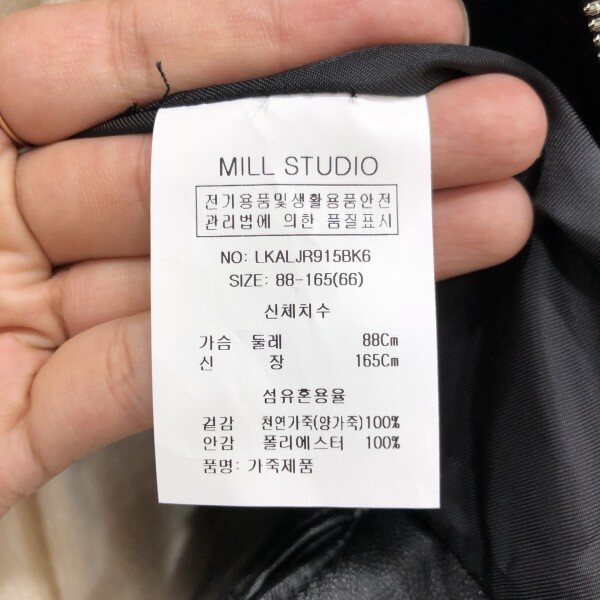 MILL STUDIO
전기용품및생활용품안전
관리법에 의한 품질표시
NO: LKALJR915BK6
SIZE: 88-165(66)
신체치수
가슴 둘레 88Cm
신 장 165Cm
섬유혼용율
겉감 천연가죽(양가죽)100%
안감 폴리에스터 100%
품명: 가죽제품